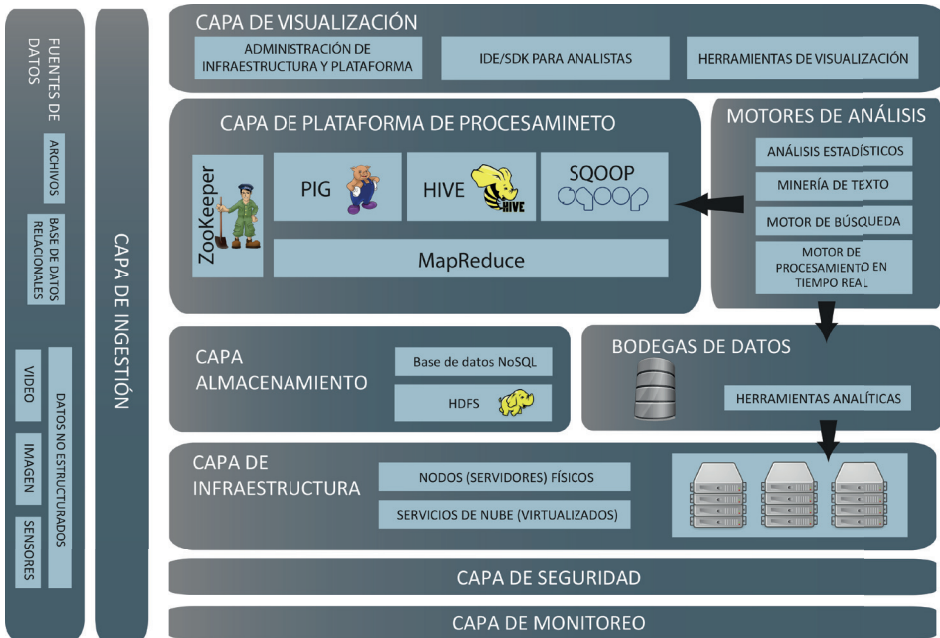 FUENTES DE
DATOS
ARCHIVOS
BASE DE DATOS
RELACIONALES
DATOS NO ESTRUCTURADOS
VIDEO
IMAGEN
SENSORES
CAPA DE INGESTIÓN
CAPA DE VISUALIZACIÓN
ADMINISTRACIÓN DE
INFRAESTRUCTURA Y PLATAFORMA
IDE/SDK PARA ANALISTAS
HERRAMIENTAS DE VISUALIZACIÓN
CAPA DE PLATAFORMA DE PROCESAMINETO
ZooKeeper
PIG
HIVE
HIVE
SQOOP
sqoop
MapReduce
MOTORES DE ANÁLISIS
ANÁLISIS ESTADÍSTICOS
MINERÍA DE TEXTO
MOTOR DE BÚSQUEDA
MOTOR DE
PROCESAMIENTO EN
TIEMPO REAL
CAPA
ALMACENAMIENTO
Base de datos NoSQL
HDFS
BODEGAS DE DATOS
HERRAMIENTAS ANALÍTICAS
CAPA DE
INFRAESTRUCTURA
NODOS (SERVIDORES) FÍSICOS
SERVICIOS DE NUBE (VIRTUALIZADOS)
CAPA DE SEGURIDAD
CAPA DE MONITOREO